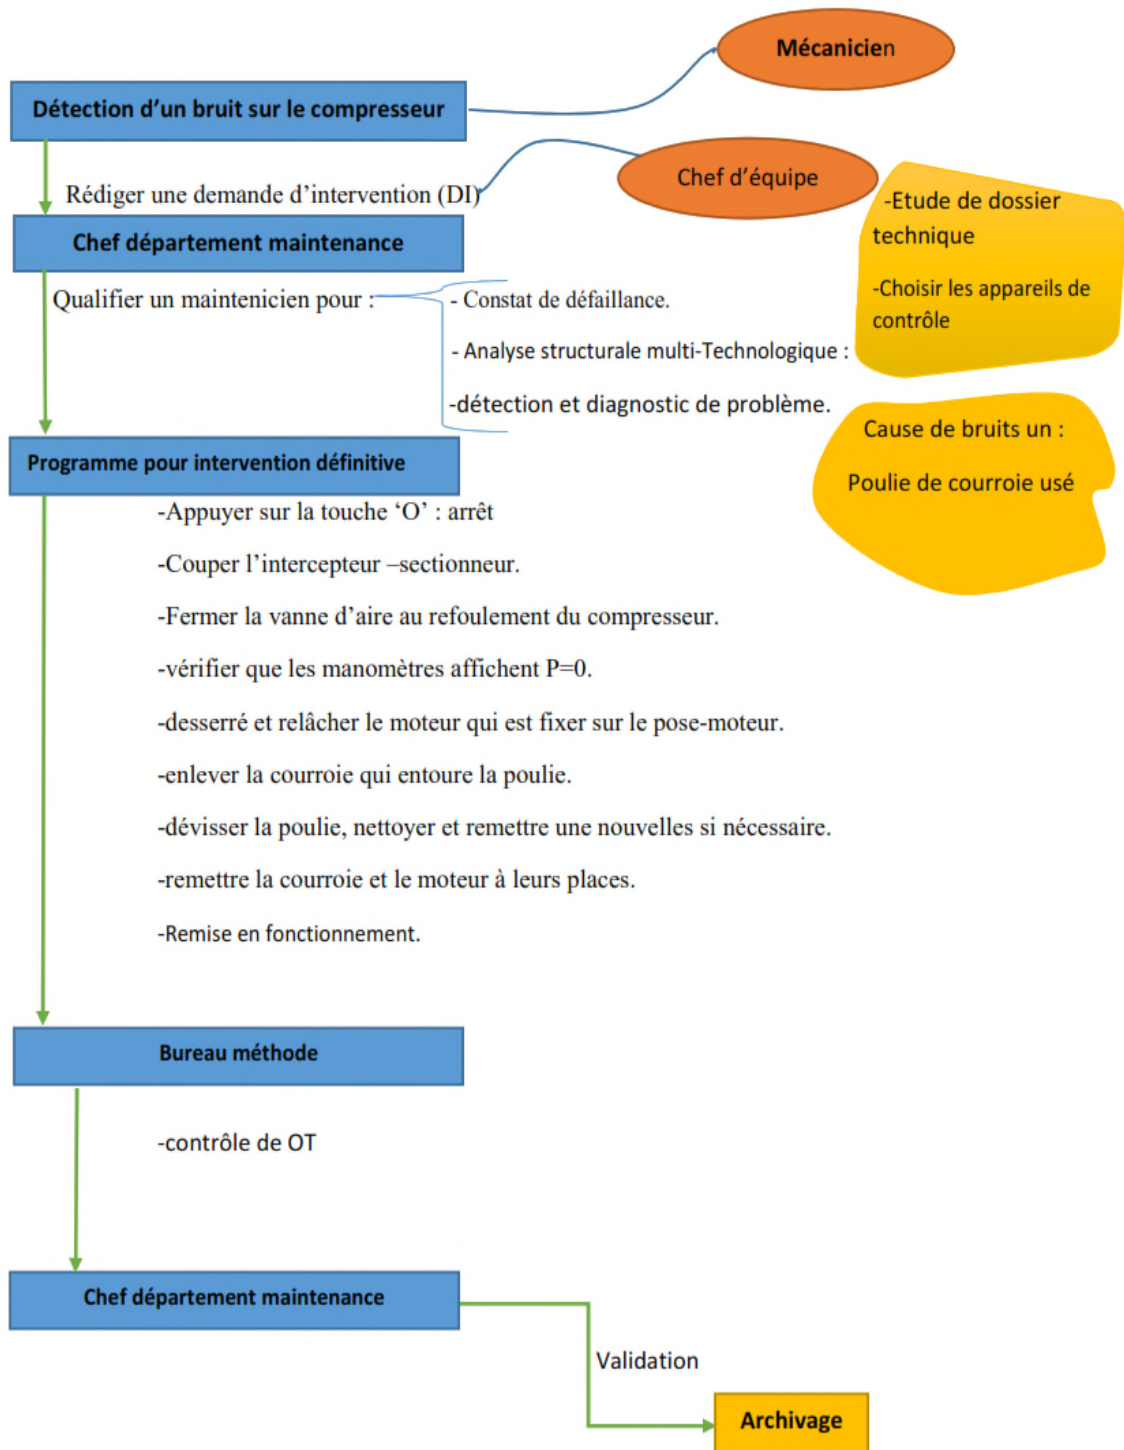 Mécanicien
Détection d'un bruit sur le compresseur
Rédiger une demande d'intervention (DI)
Chef d'équipe
Chef département maintenance
-Etude de dossier
technique
-Choisir les appareils de
contrôle
Qualifier un maintenicien pour :
- Constat de défaillance.
- Analyse structurale multi-Technologique :
-détection et diagnostic de problème.
Cause de bruits un :
Poulie de courroie usé
Programme pour intervention définitive
-Appuyer sur la touche ‘O’ : arrêt
-Couper l'intercepteur –sectionneur.
-Fermer la vanne d'aire au refoulement du compresseur.
-vérifier que les manomètres affichent P=0.
-desserré et relâcher le moteur qui est fixer sur le pose-moteur.
-enlever la courroie qui entoure la poulie.
-dévisser la poulie, nettoyer et remettre une nouvelles si nécessaire.
-remettre la courroie et le moteur à leurs places.
-Remise en fonctionnement.
Bureau méthode
-contrôle de OT
Chef département maintenance
Validation
Archivage